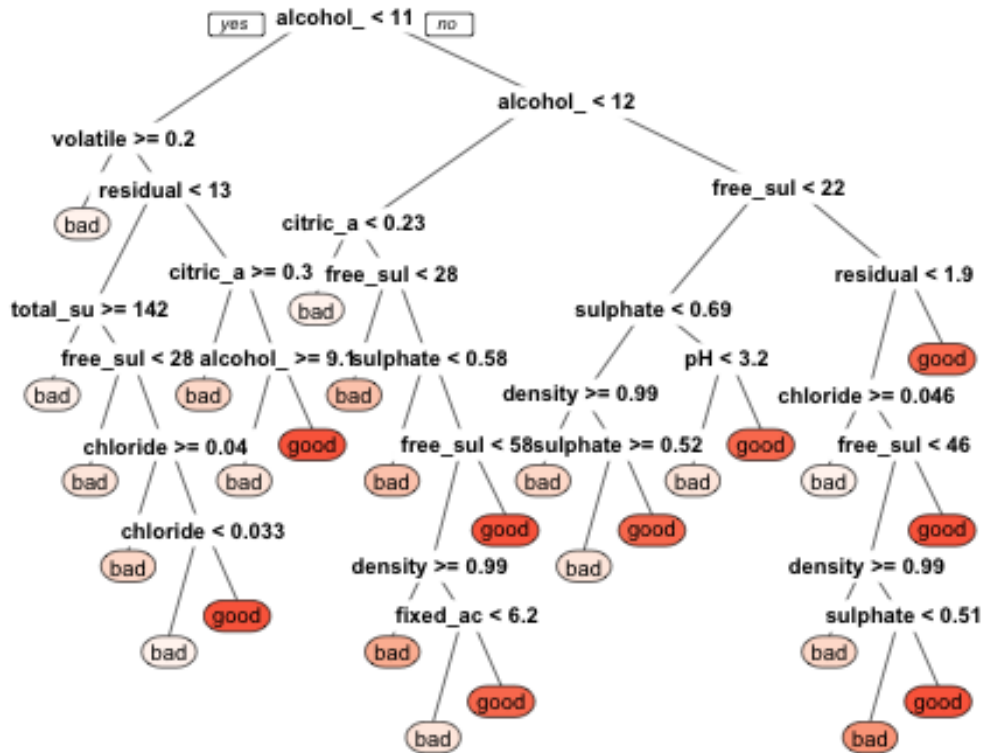 yes alcohol_ < 11 no
alcohol_ < 12
volatile >= 0.2
residual < 13 free_sul < 22
bad citric_a < 0.23
citric_a >= 0.3 free_sul < 28 residual < 1.9
total_su >= 142 bad sulphate < 0.69
free_sul < 28 alcohol_ >= 9.1 sulphate < 0.58 pH < 3.2 good
bad bad bad density >= 0.99 chloride >= 0.046
chloride >= 0.04 good free_sul < 58 sulphate >= 0.52 good free_sul < 46
bad bad bad bad bad bad
chloride < 0.033 good good good
bad density >= 0.99 bad density >= 0.99
good fixed_ac < 6.2 sulphate < 0.51
bad bad bad
good good
bad bad